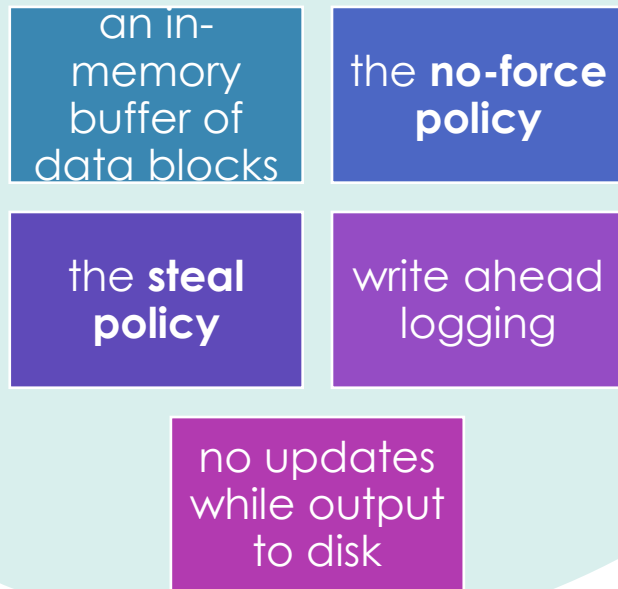 an in-
memory
buffer of
data blocks
the no-force
policy
the steal
policy
write ahead
logging
no updates
while output
to disk